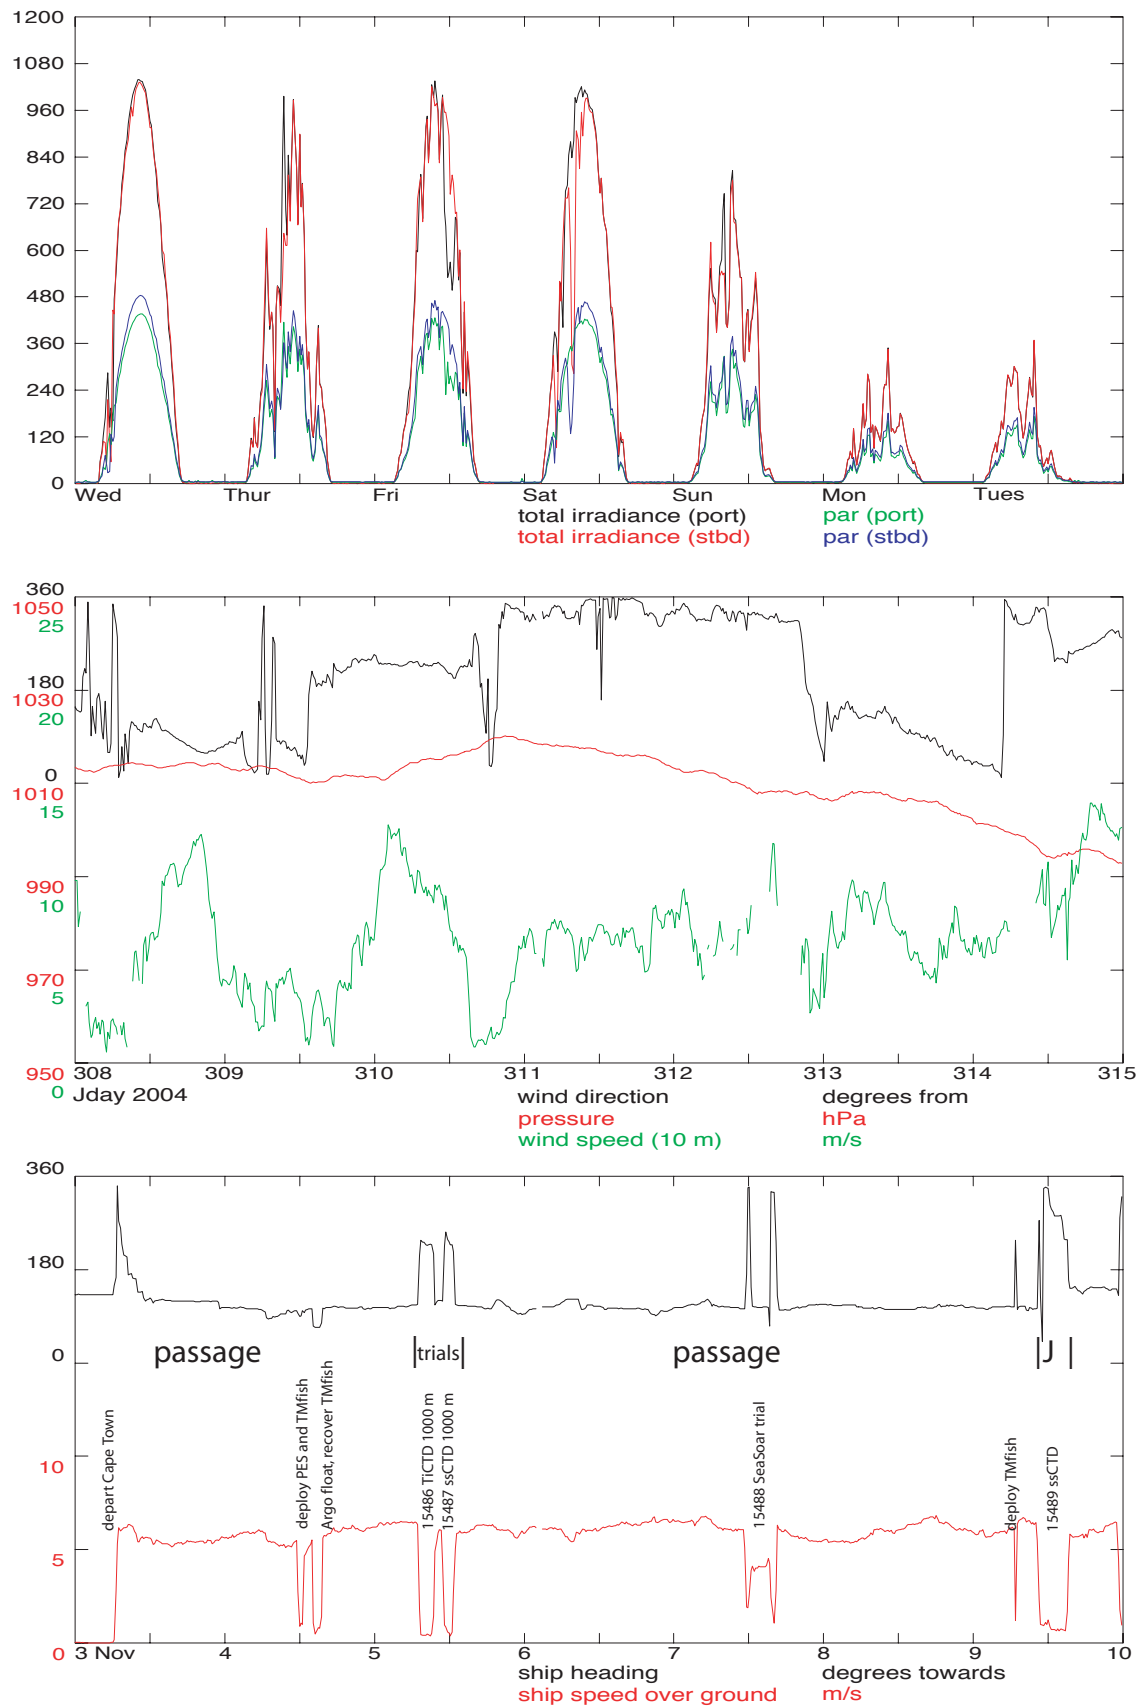 1200
1080
960
840
720
600
480
360
240
120
0
Wed Thur Fri Sat Sun Mon Tues
total irradiance (port) par (port)
total irradiance (stbd) par (stbd)
360
1050
25
180
1030
20
0
1010
15
990
10
970
5
950
0
308 309 310 311 312 313 314 315
Jday 2004
wind direction degrees from
pressure hPa
wind speed (10 m) m/s
360
180
0
passage trials passage J
depart Cape Town
deploy PES and TMfish
Argo float, recover TMfish
15486 TiCTD 1000 m
15487 ssCTD 1000 m
15488 SeaSoar trial
deploy TMfish
15489 ssCTD
10
5
0
3 Nov 4 5 6 7 8 9 10
ship heading degrees towards
ship speed over ground m/s